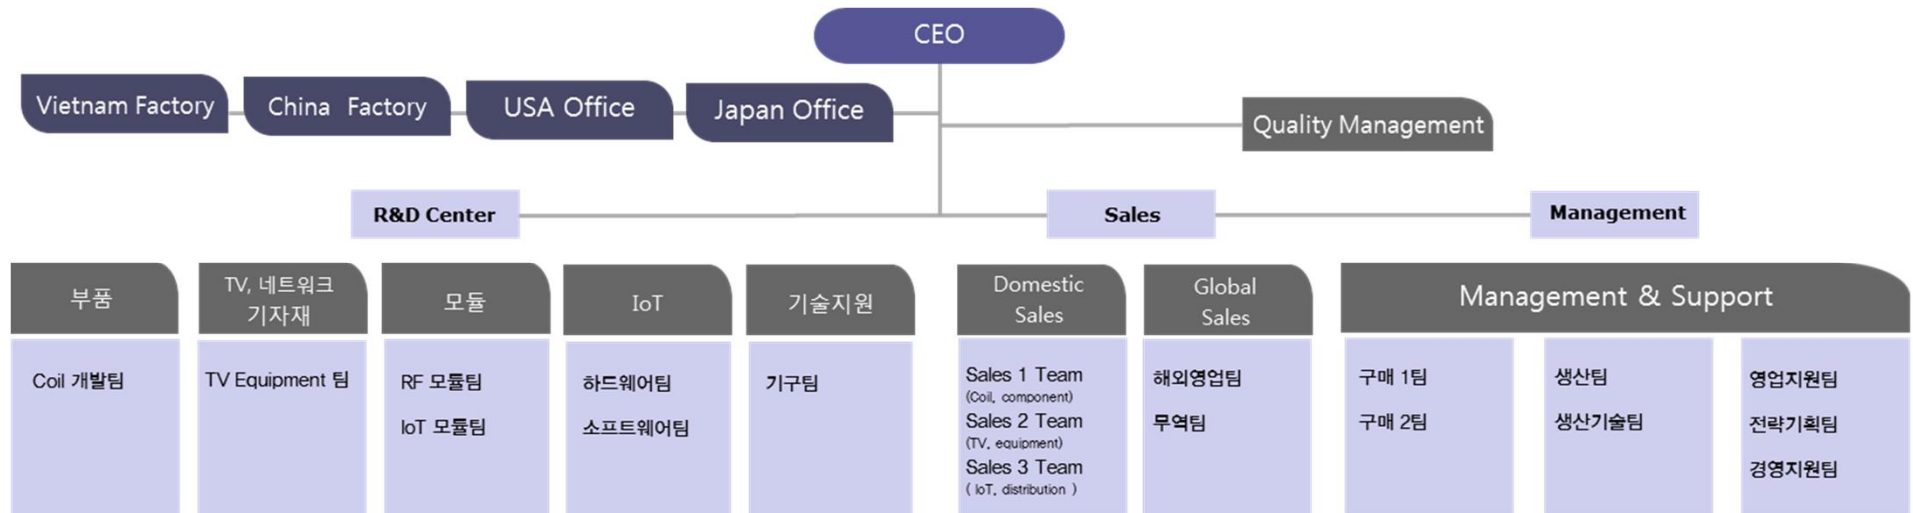 CEO
Vietnam Factory
China Factory
USA Office
Japan Office
Quality Management
R&D Center
Sales
Management
부품
Coil 개발팀
TV, 네트워크
기자재
TV Equipment 팀
모듈
RF 모듈팀
IoT 모듈팀
IoT
하드웨어팀
소프트웨어팀
기술지원
기구팀
Domestic
Sales
Sales 1 Team
(Coil, component)
Sales 2 Team
(TV, equipment)
Sales 3 Team
( IoT, distribution )
Global
Sales
해외영업팀
무역팀
Management & Support
구매 1팀
구매 2팀
생산팀
생산기술팀
영업지원팀
전략기획팀
경영지원팀